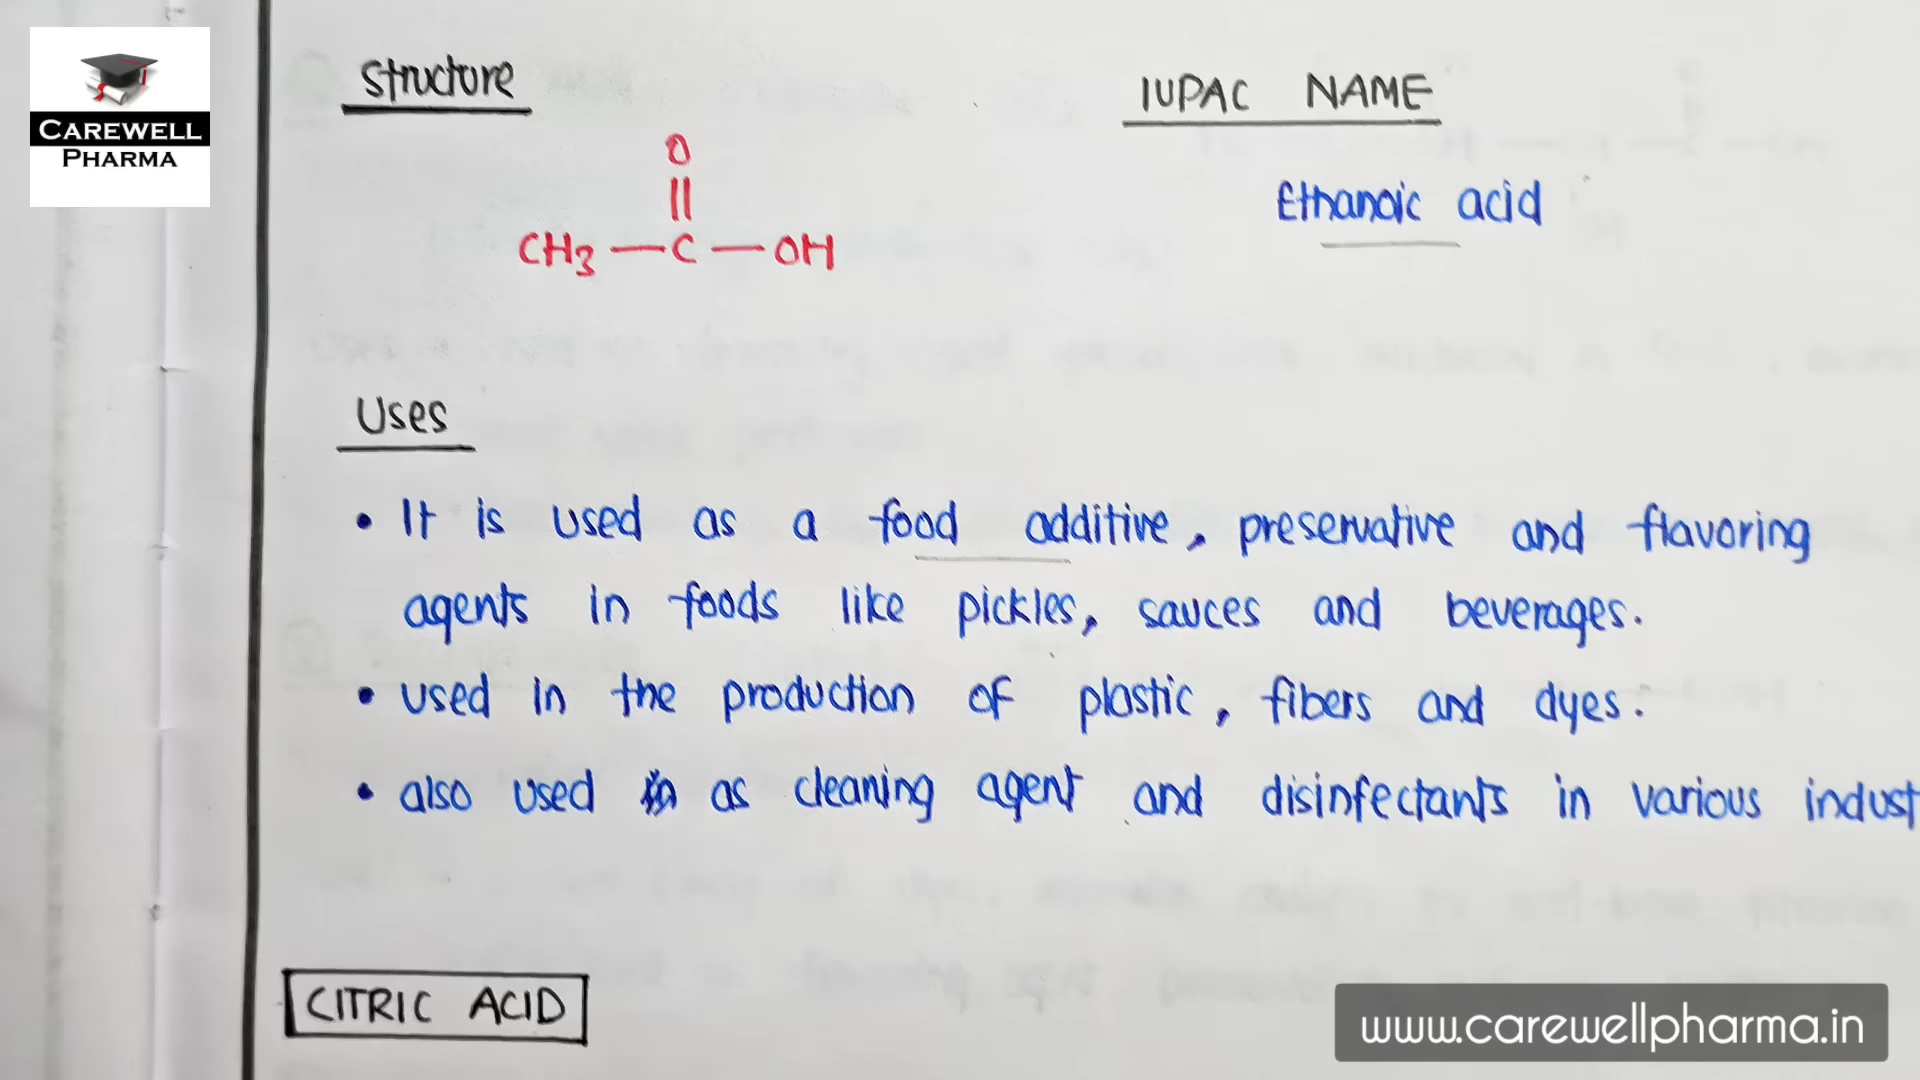 CAREWELL
PHARMA
Structure
IUPAC NAME
O
||
CH3 — C — OH
Ethanoic acid
Uses
• It is used as a food additive, preservative and flavoring
agents in foods like pickles, sauces and beverages.
• used in the production of plastic, fibers and dyes.
• also used as cleaning agent and disinfectants in various indust
CITRIC ACID
www.carewellpharma.in